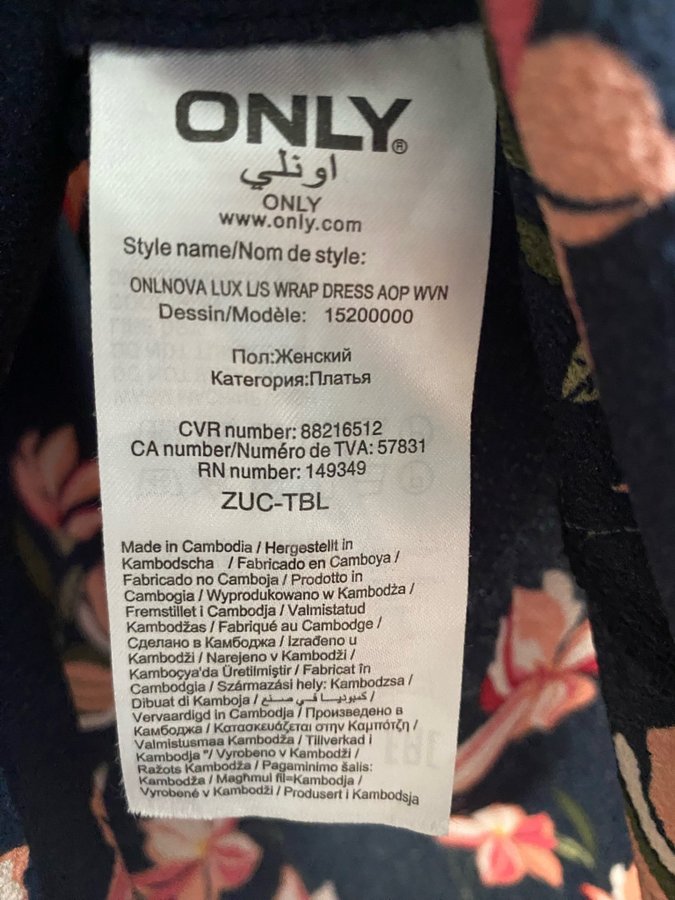 ONLY®
اونلي
ONLY
www.only.com
Style name/Nom de style:
ONLNOVA LUX L/S WRAP DRESS AOP WVN
Dessin/Modèle: 15200000
Пол:Женский
Категория:Платья
CVR number: 88216512
CA number/Numéro de TVA: 57831
RN number: 149349
ZUC-TBL
Made in Cambodia / Hergestellt in
Kambodscha / Fabricado en Camboya /
Fabricado no Camboja / Prodotto in
Cambogia / Wyprodukowano w Kambodża /
Fremstillet i Cambodja / Valmistatud
Kambodžas / Fabriqué au Cambodge /
Сделано в Камбоджа / Izrađeno u
Kambodži / Narejeno v Kambodži /
Kamboçya'da Üretilmiştir / Fabricat în
Cambodgia / Származási hely: Kambodzsa /
Dibuat di Kamboja / كمبوديا في صنع /
Vervaardigd in Cambodja / Произведено в
Камбоджа / Κατασκευάζεται στην Καμπότζη /
Valmistusmaa Kambodža / Tillverkad i
Kambodja "/ Vyrobeno v Kambodži /
Ražots Kambodža / Pagaminimo šalis:
Kambodža / Magħmul fil=Kambodja /
Vyrobené v Kambodži / Produsert i Kambodsja